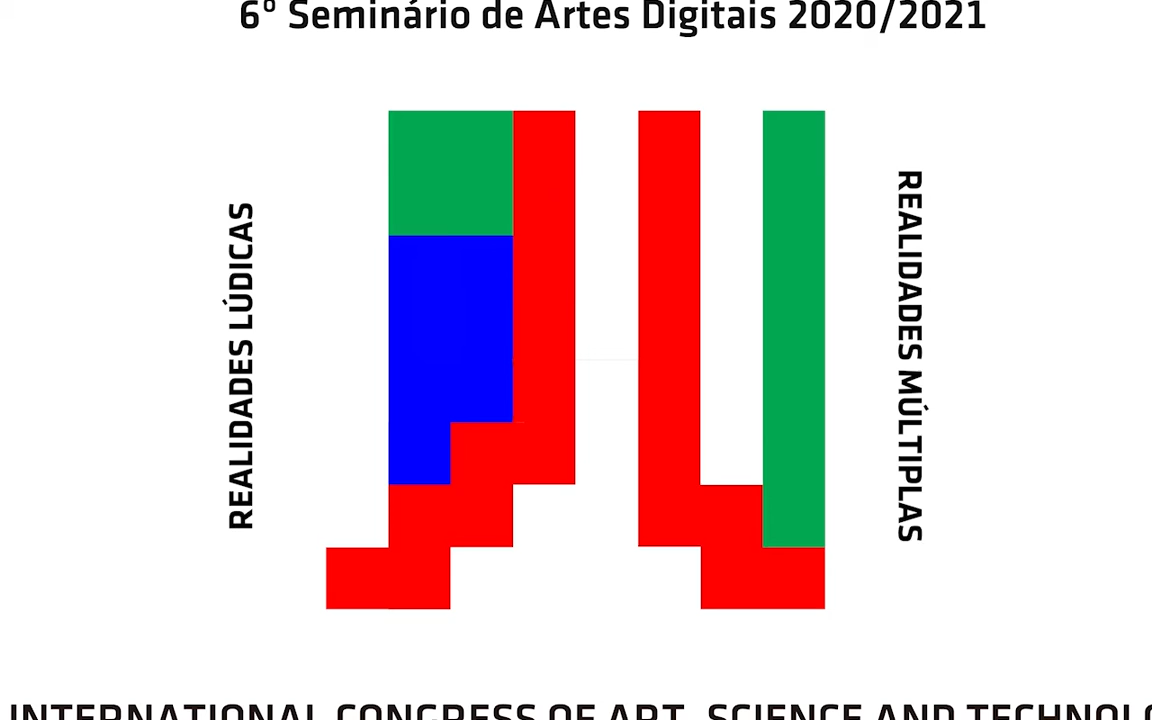 6º Seminário de Artes Digitais 2020/2021
REALIDADES LÚDICAS
REALIDADES MÚLTIPLAS
INTERNATIONAL CONGRESS OF ART, SCIENCE AND